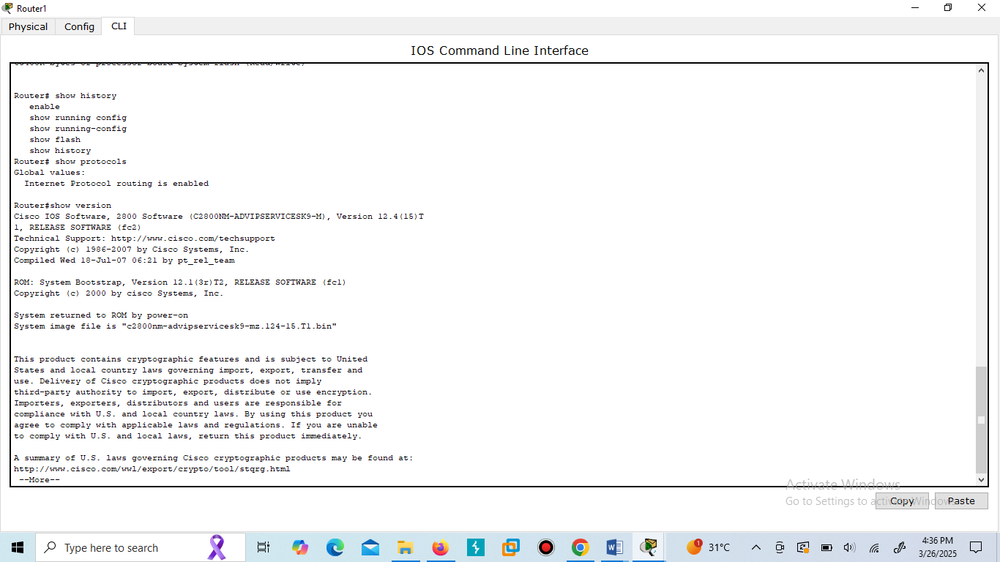 Router1
Physical
Config
CLI
IOS Command Line Interface
Router# show history
enable
show running config
show running-config
show flash
show history
Router# show protocols
Global values:
Internet Protocol routing is enabled
Router#show version
Cisco IOS Software, 2800 Software (C2800NM-ADVIPSERVICESK9-M), Version 12.4(15)T
1, RELEASE SOFTWARE (fc2)
Technical Support: http://www.cisco.com/techsupport
Copyright (c) 1986-2007 by Cisco Systems, Inc.
Compiled Wed 18-Jul-07 06:21 by pt_rel_team
ROM: System Bootstrap, Version 12.1(3r)T2, RELEASE SOFTWARE (fc1)
Copyright (c) 2000 by cisco Systems, Inc.
System returned to ROM by power-on
System image file is "c2800nm-advipservicesk9-mz.124-15.T1.bin"
This product contains cryptographic features and is subject to United
States and local country laws governing import, export, transfer and
use. Delivery of Cisco cryptographic products does not imply
third-party authority to import, export, distribute or use encryption.
Importers, exporters, distributors and users are responsible for
compliance with U.S. and local country laws. By using this product you
agree to comply with applicable laws and regulations. If you are unable
to comply with U.S. and local laws, return this product immediately.
A summary of U.S. laws governing Cisco cryptographic products may be found at:
http://www.cisco.com/wwl/export/crypto/tool/stqrg.html
--More--
Activate Windows
Go to Settings to activate Windows.
Copy
Paste
Type here to search
1
31°C
4:36 PM
3/26/2025